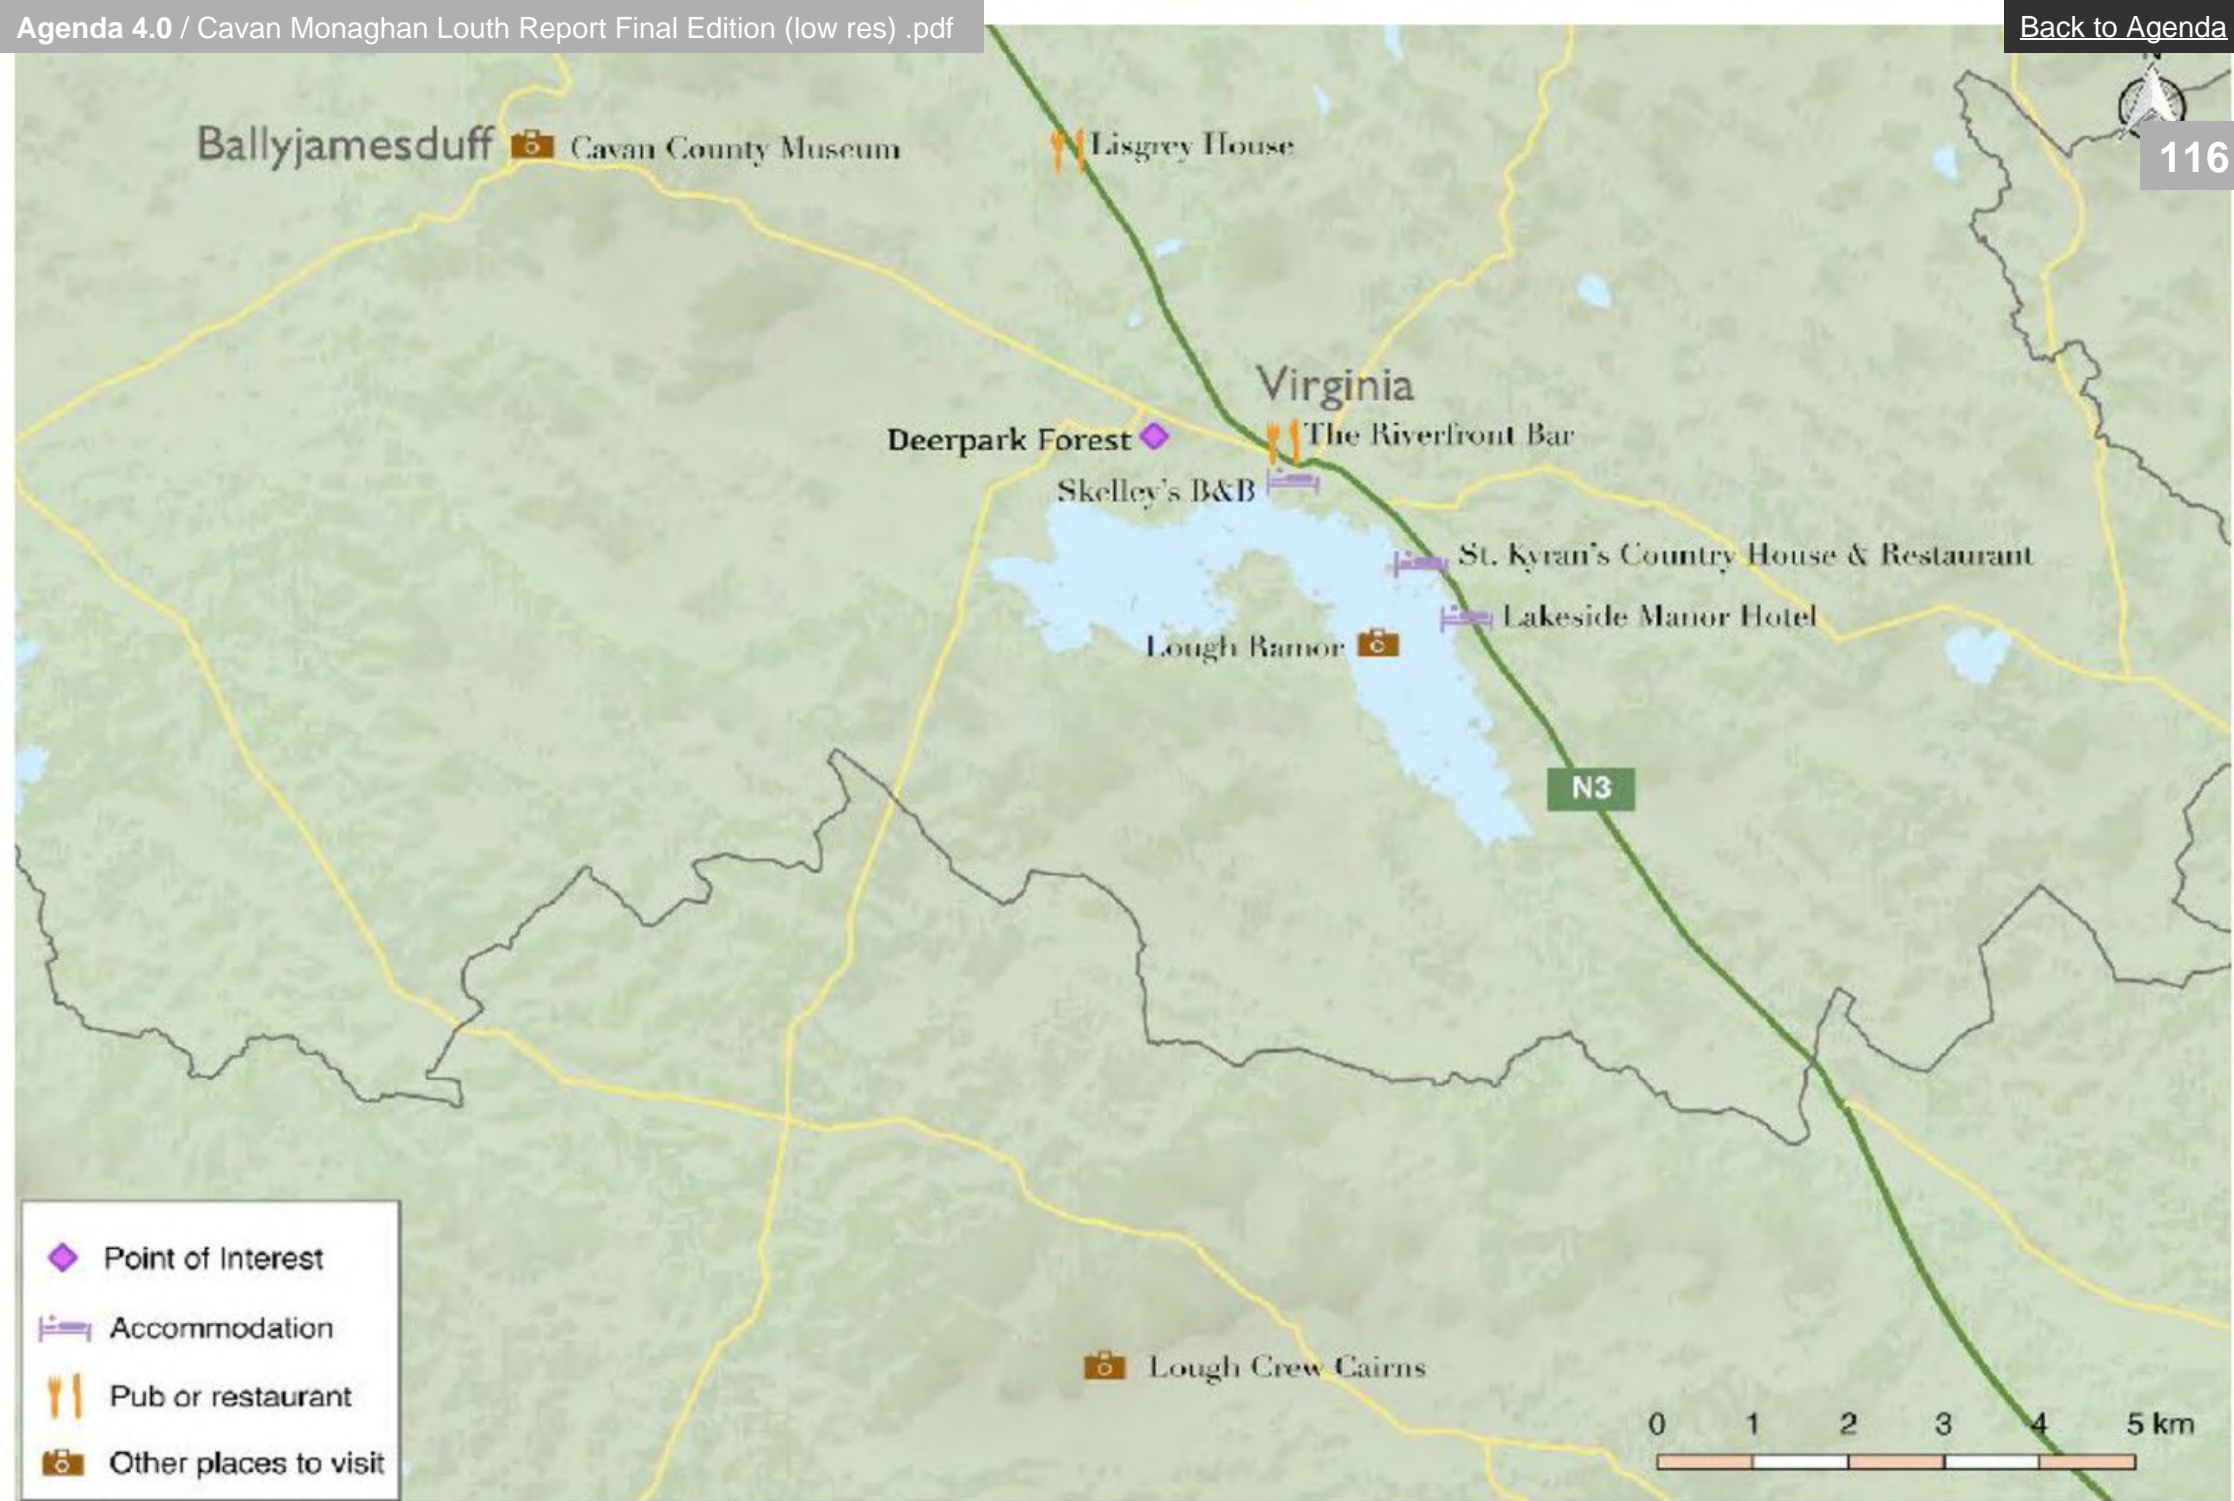 Agenda 4.0 / Cavan Monaghan Louth Report Final Edition (low res) .pdf
Back to Agenda
N
116
Ballyjamesduff
Cavan County Museum
Lisgrey House
Virginia
Deerpark Forest
The Riverfront Bar
Skelley's B&B
St. Kyran's Country House & Restaurant
Lakeside Manor Hotel
Lough Ramor
N3
Point of Interest
Accommodation
Pub or restaurant
Other places to visit
Lough Crew Cairns
0 1 2 3 4 5 km